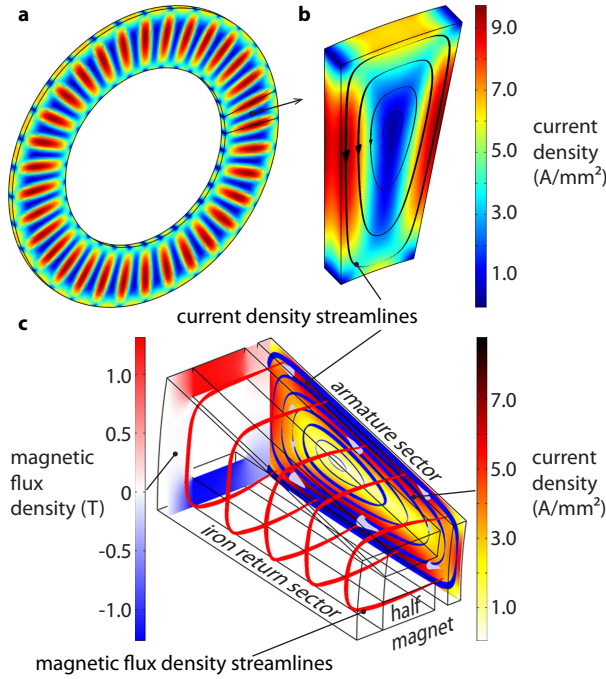 a
b
9.0
7.0
5.0
3.0
1.0
current
density
(A/mm²)
current density streamlines
c
1.0
0.5
0
−0.5
−1.0
magnetic
flux
density (T)
armature sector
iron return sector
half
magnet
7.0
5.0
3.0
1.0
current
density
(A/mm²)
magnetic flux density streamlines